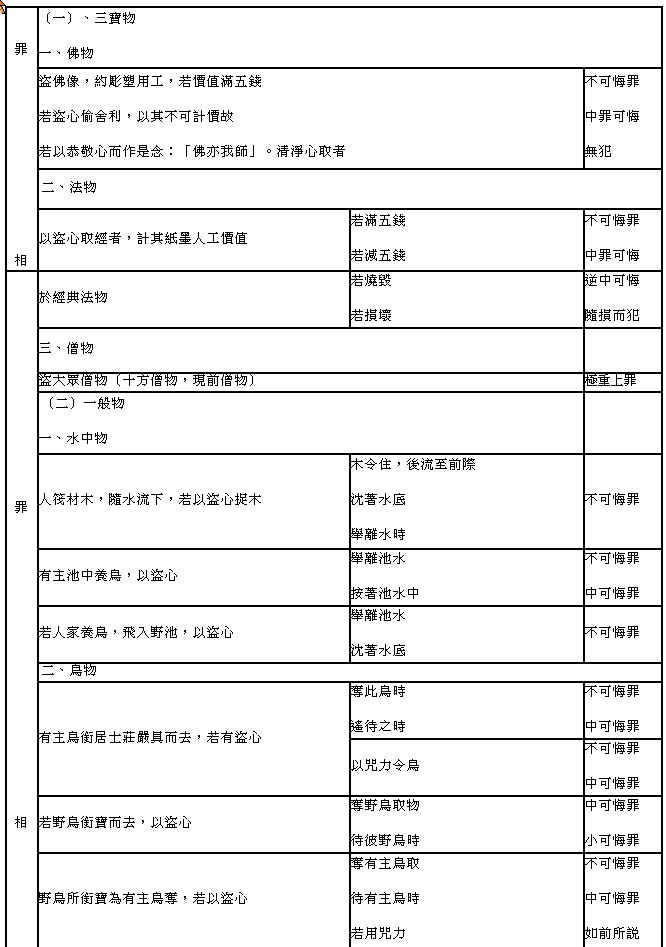 罪
相
（一）、三寶物
一、佛物
盜佛像，約彫塑用工，若價值滿五錢
不可悔罪
若盜心偷舍利，以其不可計價故
中罪可悔
若以恭敬心而作是念：「佛亦我師」。清淨心取者
無犯
二、法物
以盜心取經者，計其紙墨人工價值
若滿五錢
不可悔罪
若減五錢
中罪可悔
罪
相
於經典法物
若燒毀
逆中可悔
若損壞
隨損而犯
三、僧物
盜大眾僧物（十方僧物，現前僧物）
極重上罪
（二）一般物
一、水中物
人筏材木，隨水流下，若以盜心捉木
木令住，後流至前際
沈著水底
舉離水時
不可悔罪
有主池中養鳥，以盜心
舉離池水
不可悔罪
按著池水中
中可悔罪
若人家養鳥，飛入野池，以盜心
舉離池水
沈著水底
不可悔罪
二、鳥物
有主鳥銜居士莊嚴具而去，若有盜心
奪此鳥時
不可悔罪
遙待之時
中可悔罪
以咒力令鳥
不可悔罪
中可悔罪
若野鳥銜寶而去，以盜心
奪野鳥取物
中可悔罪
待彼野鳥時
小可悔罪
野鳥所銜寶為有主鳥奪，若以盜心
奪有主鳥取
不可悔罪
待有主鳥時
中可悔罪
若用咒力
如前所說